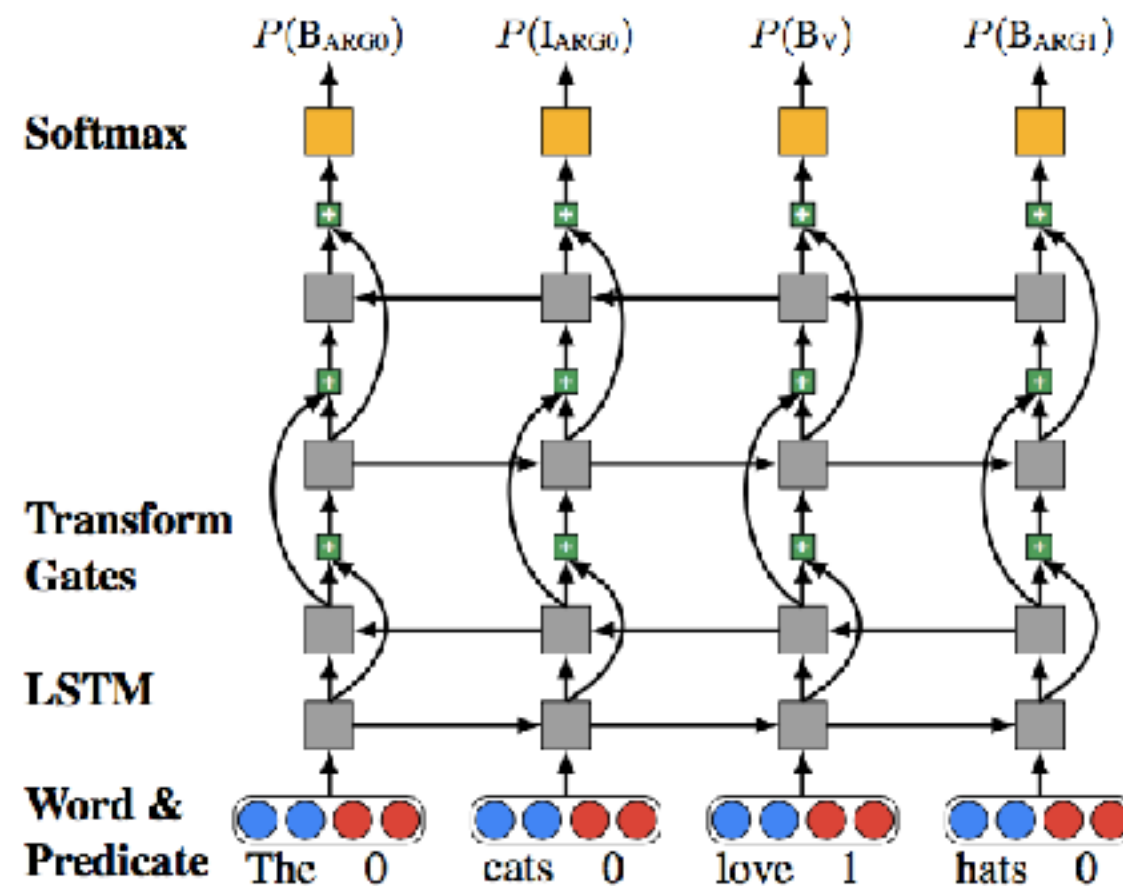 P(B_ARG0) P(I_ARG0) P(B_V) P(B_ARG1)
Softmax
+ + + +
+ + + +
Transform
Gates
+ + + +
LSTM
Word &
Predicate
The 0 cats 0 love 1 hats 0